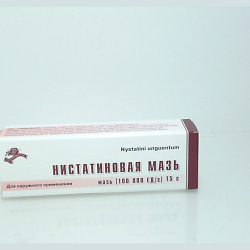 Nystatini unguentum
НИСТАТИНОВАЯ МАЗЬ
Для наружного применения
мазь (100 000 ЕД/г) 15 г